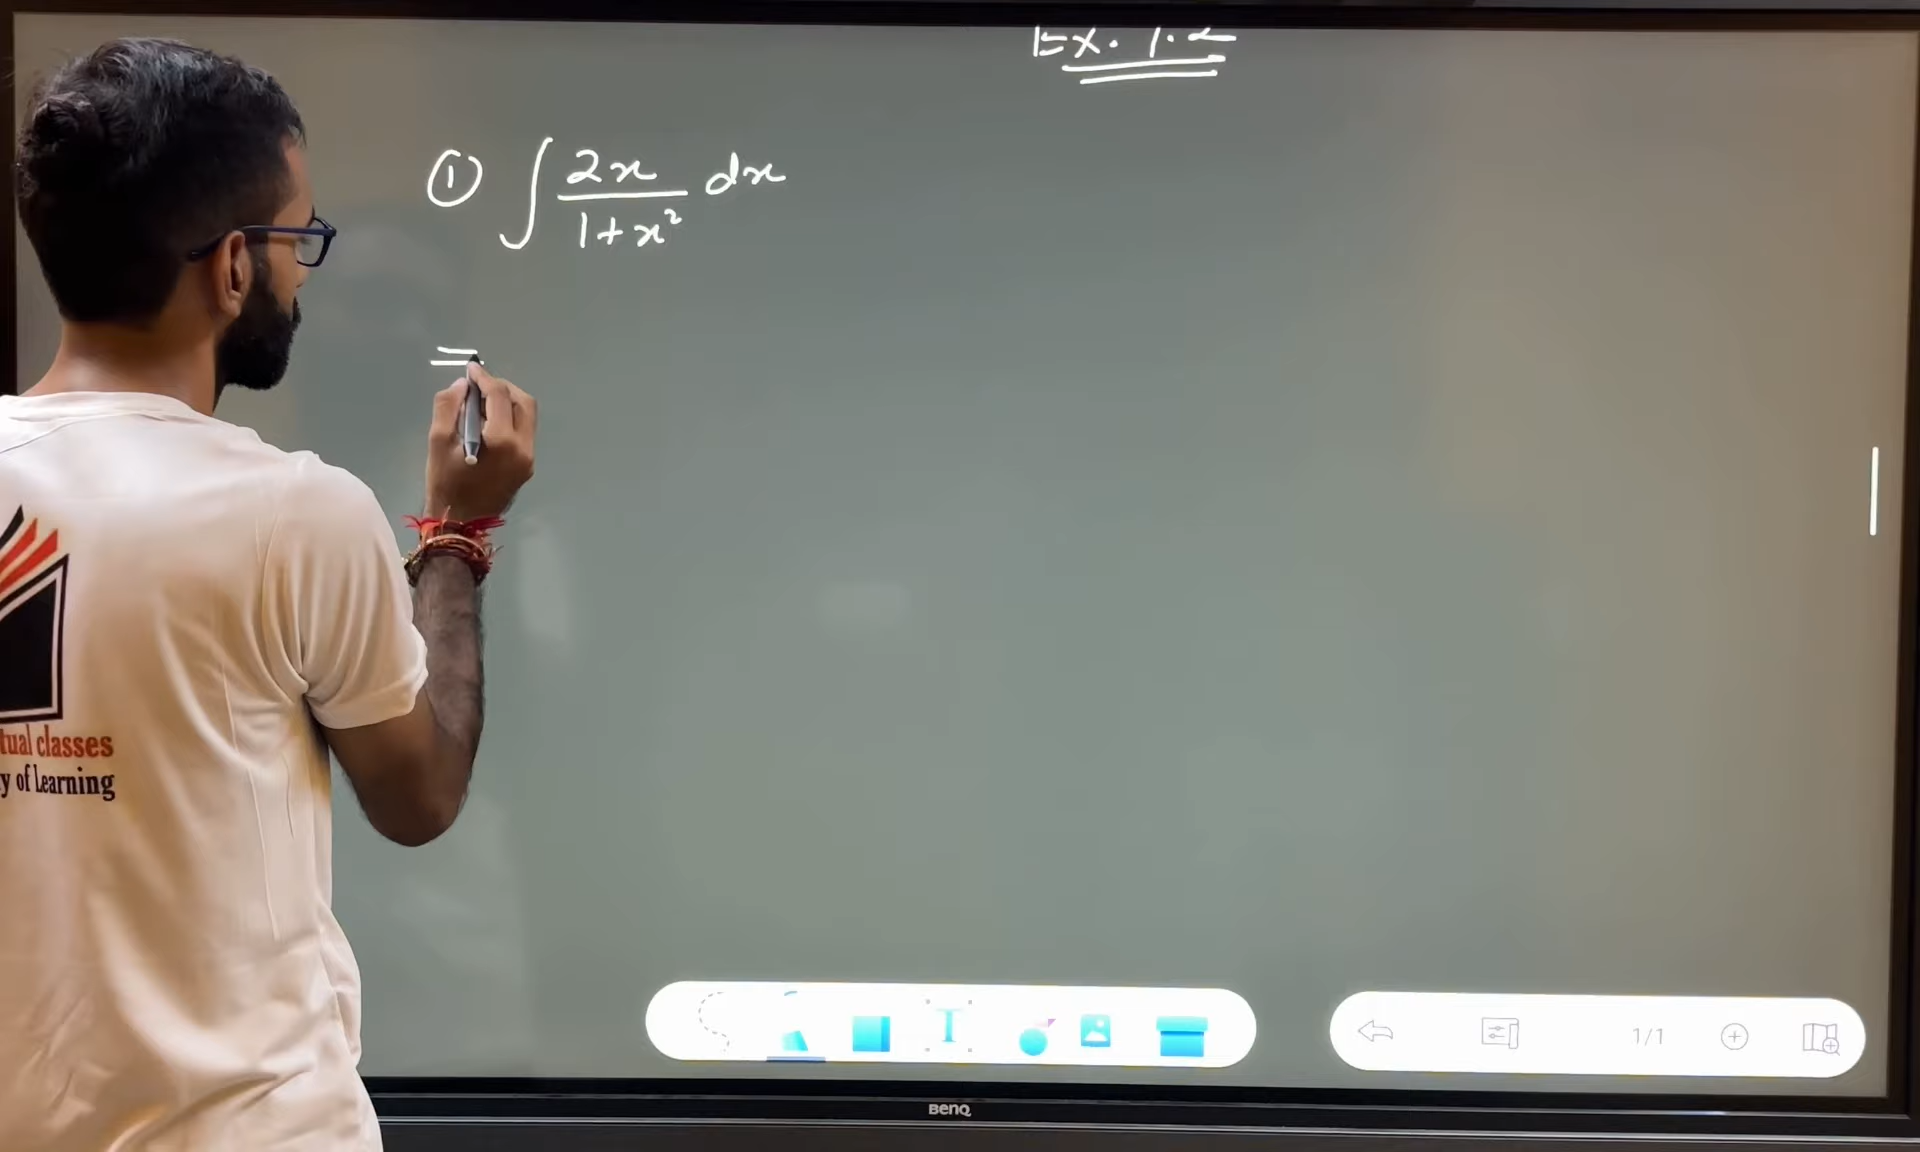 Ex. 7.2
① ∫ 2x/(1+x²) dx
=
tual classes
y of Learning
T
1/1
BenQ